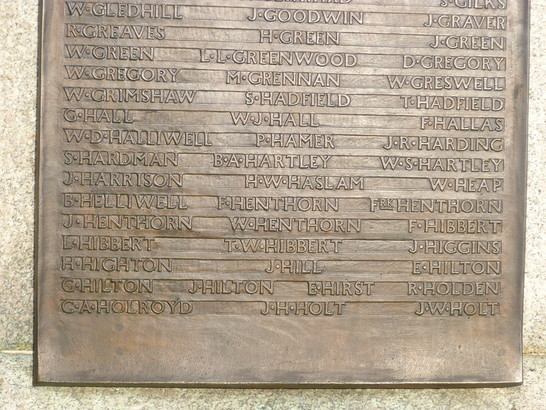 S·GILKS
W·GLEDHILL J·GOODWIN J·GRAVER
R·GREAVES H·GREEN J·GREEN
W·GREEN L·L·GREENWOOD D·GREGORY
W·GREGORY M·GRENNAN W·GRESWELL
W·GRIMSHAW S·HADFIELD T·HADFIELD
G·HALL W·J·HALL F·HALLAS
W·D·HALLIWELL P·HAMER J·R·HARDING
S·HARDMAN B·A·HARTLEY W·S·HARTLEY
J·HARRISON H·W·HASLAM W·HEAP
B·HELLIWELL F·HENTHORN FRK HENTHORN
J·HENTHORN W·HENTHORN F·HIBBERT
L·HIBBERT T·W·HIBBERT J·HIGGINS
H·HIGHTON J·HILL E·HILTON
G·HILTON J·HILTON E·HIRST R·HOLDEN
C·A·HOLROYD J·H·HOLT J·W·HOLT